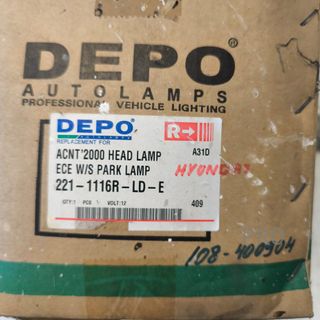 DEPO®
AUTOLAMPS
PROFESSIONAL VEHICLE LIGHTING
DEPO®
AUTOLAMPS
REPLACEMENT FOR
R
ACNT'2000 HEAD LAMP A31D
ECE W/S PARK LAMP HYUNDAI
221-1116R-LD-E
QTY:1 PCS VOLT:12 409
108-400904